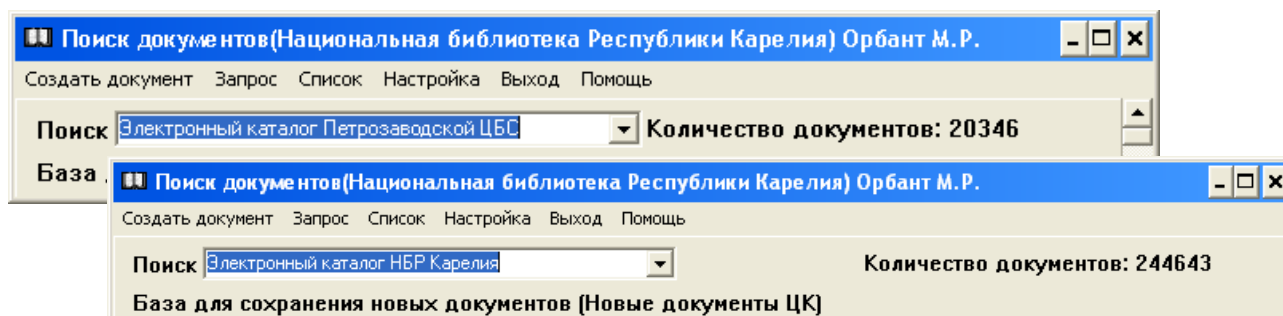 Поиск документов(Национальная библиотека Республики Карелия) Орбант М.Р.
Создать документ Запрос Список Настройка Выход Помощь
Поиск Электронный каталог Петрозаводской ЦБС Количество документов: 20346
База
Поиск документов(Национальная библиотека Республики Карелия) Орбант М.Р.
Создать документ Запрос Список Настройка Выход Помощь
Поиск Электронный каталог НБР Карелия Количество документов: 244643
База для сохранения новых документов (Новые документы ЦК)